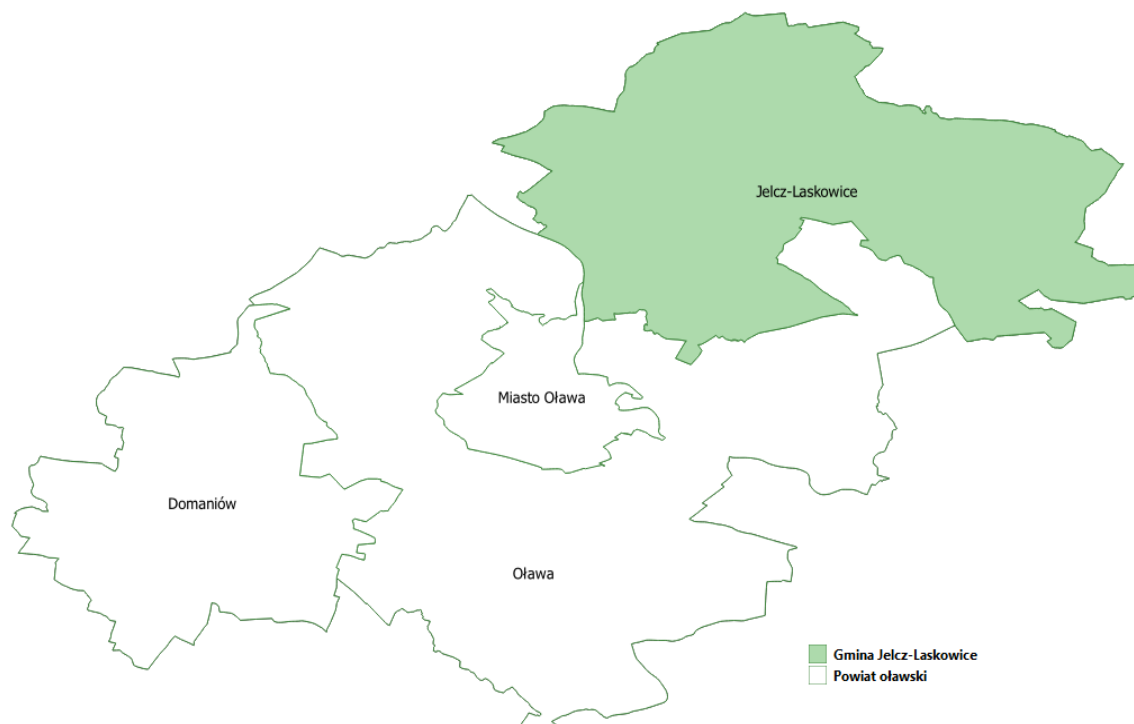 Jelcz-Laskowice
Miasto Oława
Domaniów
Oława
Gmina Jelcz-Laskowice
Powiat oławski